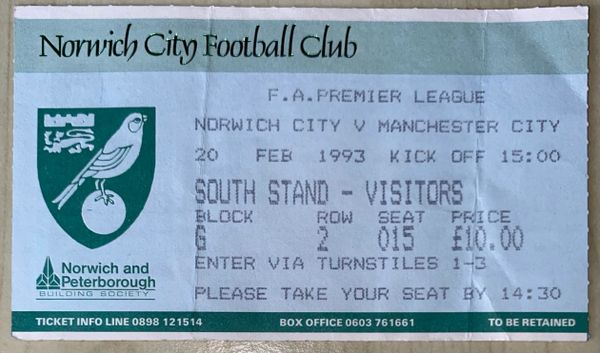 Norwich City Football Club
F.A.PREMIER LEAGUE
NORWICH CITY V MANCHESTER CITY
20 FEB 1993 KICK OFF 15:00
SOUTH STAND - VISITORS
BLOCK ROW SEAT PRICE
G 2 015 £10.00
ENTER VIA TURNSTILES 1-3
PLEASE TAKE YOUR SEAT BY 14:30
Norwich and
Peterborough
BUILDING SOCIETY
TICKET INFO LINE 0898 121514 BOX OFFICE 0603 761661 TO BE RETAINED